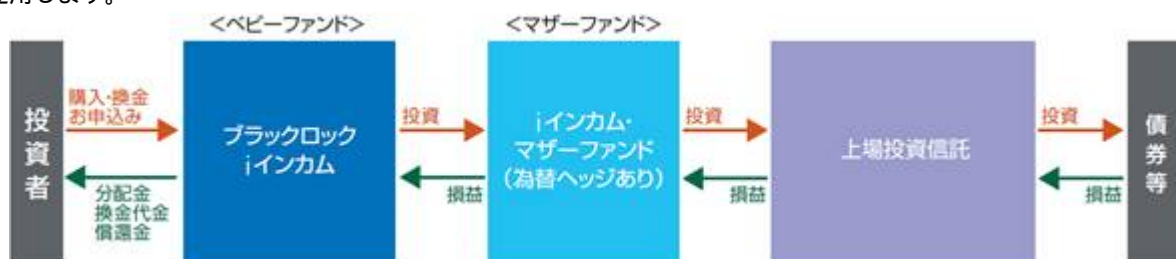 用します。
<ベビーファンド>
<マザーファンド>
投資者
購入・換金
お申込み
分配金
換金代金
償還金
ブラックロック
iインカム
投資
損益
iインカム・
マザーファンド
(為替ヘッジあり)
投資
損益
上場投資信託
投資
損益
債券等